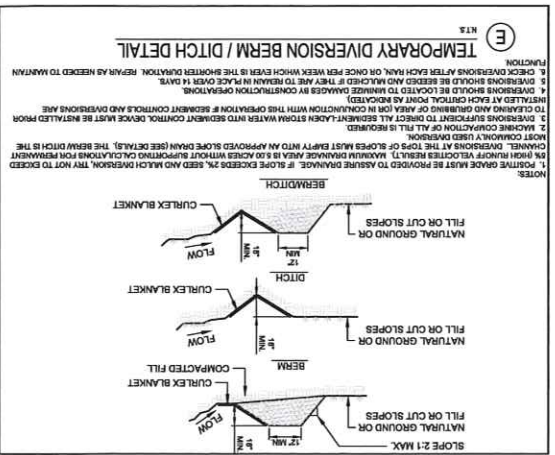 SLOPE 2:1 MAX.
12" MIN.
MIN.
18"
FLOW
NATURAL GROUND OR
FILL OR CUT SLOPES
CURLEX BLANKET
COMPACTED FILL
BERM
NATURAL GROUND OR
FILL OR CUT SLOPES
MIN.
18"
CURLEX BLANKET
DITCH
12"
MIN
MIN.
18"
FLOW
NATURAL GROUND OR
FILL OR CUT SLOPES
CURLEX BLANKET
BERM/DITCH
NOTES:
1. POSITIVE GRADE MUST BE PROVIDED TO ASSURE DRAINAGE. IF SLOPE EXCEEDS 2%, SEED AND MULCH DIVERSION, TRY NOT TO EXCEED
5% (HIGH RUNOFF VELOCITIES RESULT). MAXIMUM DRAINAGE AREA IS 5.00 ACRES WITHOUT SUPPORTING CALCULATIONS FOR PERMANENT
CHANNEL. DIVERSIONS AT THE TOPS OF SLOPES MUST EMPTY INTO AN APPROVED SLOPE DRAIN (SEE DETAILS). THE BERM DITCH IS THE
MOST COMMONLY USED DIVERSION.
2. MACHINE COMPACTION OF ALL FILL IS REQUIRED
3. DIVERSIONS SUFFICIENT TO DIRECT ALL SEDIMENT-LADEN STORM WATER INTO SEDIMENT CONTROL DEVICE MUST BE INSTALLED PRIOR
TO CLEARING AND GRUBBING OF AREA (OR IN CONJUNCTION WITH THIS OPERATION IF SEDIMENT CONTROLS AND DIVERSIONS ARE
INSTALLED AT EACH CRITICAL POINT AS INDICATED)
4. DIVERSIONS SHOULD BE LOCATED TO MINIMIZE DAMAGES BY CONSTRUCTION OPERATIONS.
5. DIVERSIONS SHOULD BE SEEDED AND MULCHED IF THEY ARE TO REMAIN IN PLACE OVER 14 DAYS.
6. CHECK DIVERSIONS AFTER EACH RAIN, OR ONCE PER WEEK WHICH EVER IS THE SHORTER DURATION. REPAIR AS NEEDED TO MAINTAIN
FUNCTION.
E TEMPORARY DIVERSION BERM / DITCH DETAIL
N.T.S.